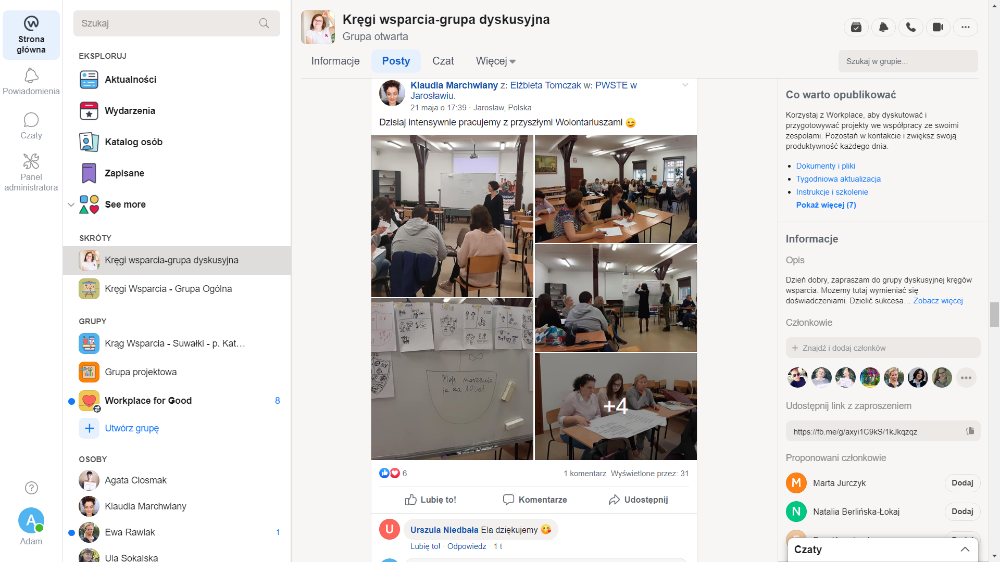 Strona
główna
Powiadomienia
Czaty
Panel
administratora
Adam
Szukaj
EKSPLORUJ
Aktualności
Wydarzenia
Katalog osób
Zapisane
See more
SKRÓTY
Kręgi wsparcia-grupa dyskusyjna
Kręgi Wsparcia - Grupa Ogólna
GRUPY
Krąg Wsparcia - Suwałki - p. Kat…
Grupa projektowa
Workplace for Good 8
Utwórz grupę
OSOBY
Agata Ciosmak
Klaudia Marchwiany
Ewa Rawiak 1
Ula Sokalska
Kręgi wsparcia-grupa dyskusyjna
Grupa otwarta
Informacje Posty Czat Więcej
Szukaj w grupie...
Klaudia Marchwiany z: Elżbieta Tomczak w: PWSTE w
Jarosławiu.
21 maja o 17:39 · Jarosław, Polska
Dzisiaj intensywnie pracujemy z przyszłymi Wolontariuszami 😉
JAKUB
Moje marzenia
ja za 10 lat
+4
6
1 komentarz Wyświetlone przez: 31
Lubię to! Komentarze Udostępnij
U
Urszula Niedbała Ela dziękujemy 😘
Lubię to! · Odpowiedz · 1 t
Co warto opublikować
Korzystaj z Workplace, aby dyskutować i
przygotowywać projekty we współpracy ze swoimi
zespołami. Pozostań w kontakcie i zwiększ swoją
produktywność każdego dnia.
Dokumenty i pliki
Tygodniowa aktualizacja
Instrukcje i szkolenie
Pokaż więcej (7)
Informacje
Opis
Dzień dobry, zapraszam do grupy dyskusyjnej kręgów
wsparcia. Możemy tutaj wymieniać się
doświadczeniami. Dzielić sukcesa… Zobacz więcej
Członkowie
+ Znajdź i dodaj członków
Udostępnij link z zaproszeniem
https://fb.me/g/axyi1C9kS/1kJkqzqz
Proponowani członkowie
M Marta Jurczyk Dodaj
N Natalia Berlińska-Łokaj Dodaj
Czaty